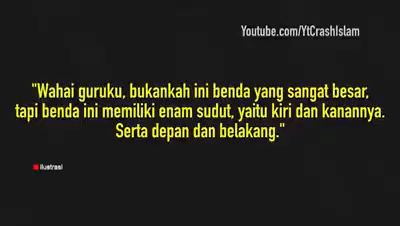 Youtube.com/YtCrashIslam
"Wahai guruku, bukankah ini benda yang sangat besar,
tapi benda ini memiliki enam sudut, yaitu kiri dan kanannya.
Serta depan dan belakang."
ilustrasi